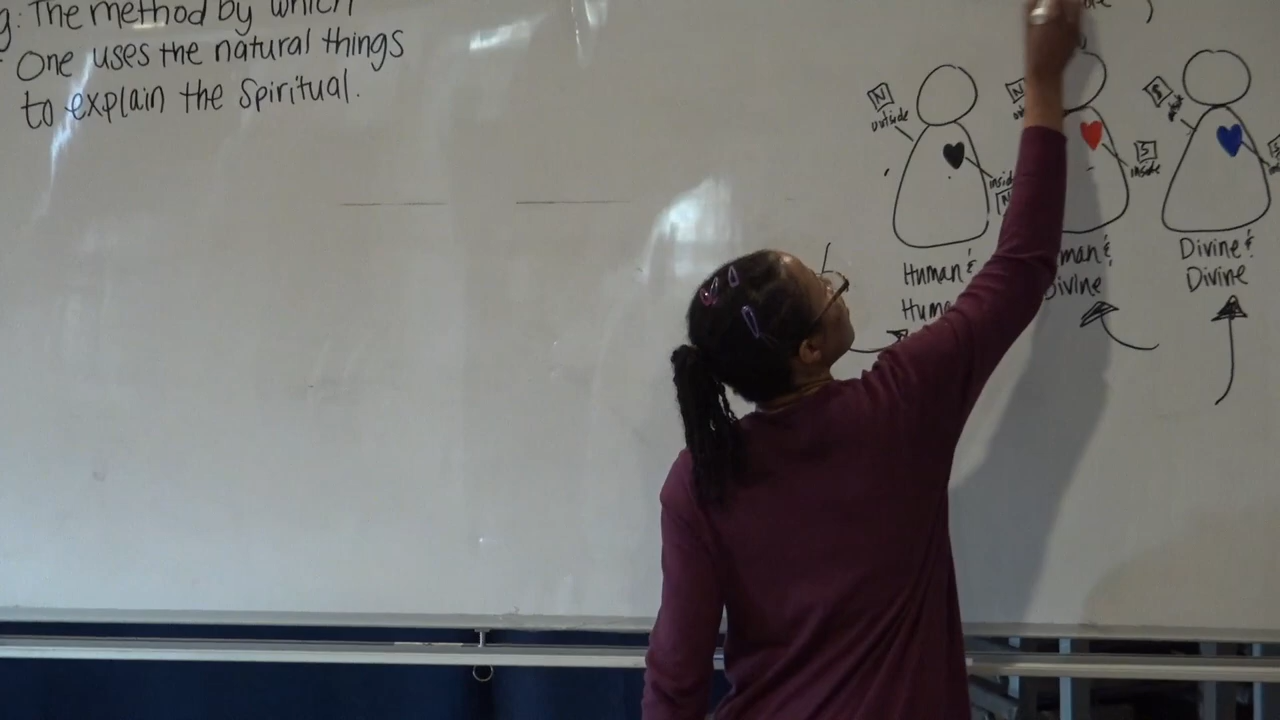 g: The method by which
One uses the natural things
to explain the Spiritual.
N
outside
inside
N
Human &
N
S
inside
Divine
S
Divine &
Divine